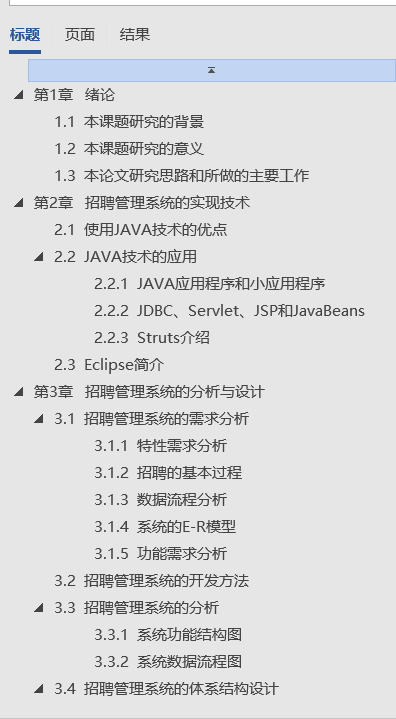 标题 页面 结果
第1章 绪论
1.1 本课题研究的背景
1.2 本课题研究的意义
1.3 本论文研究思路和所做的主要工作
第2章 招聘管理系统的实现技术
2.1 使用JAVA技术的优点
2.2 JAVA技术的应用
2.2.1 JAVA应用程序和小应用程序
2.2.2 JDBC、Servlet、JSP和JavaBeans
2.2.3 Struts介绍
2.3 Eclipse简介
第3章 招聘管理系统的分析与设计
3.1 招聘管理系统的需求分析
3.1.1 特性需求分析
3.1.2 招聘的基本过程
3.1.3 数据流程分析
3.1.4 系统的E-R模型
3.1.5 功能需求分析
3.2 招聘管理系统的开发方法
3.3 招聘管理系统的分析
3.3.1 系统功能结构图
3.3.2 系统数据流程图
3.4 招聘管理系统的体系结构设计